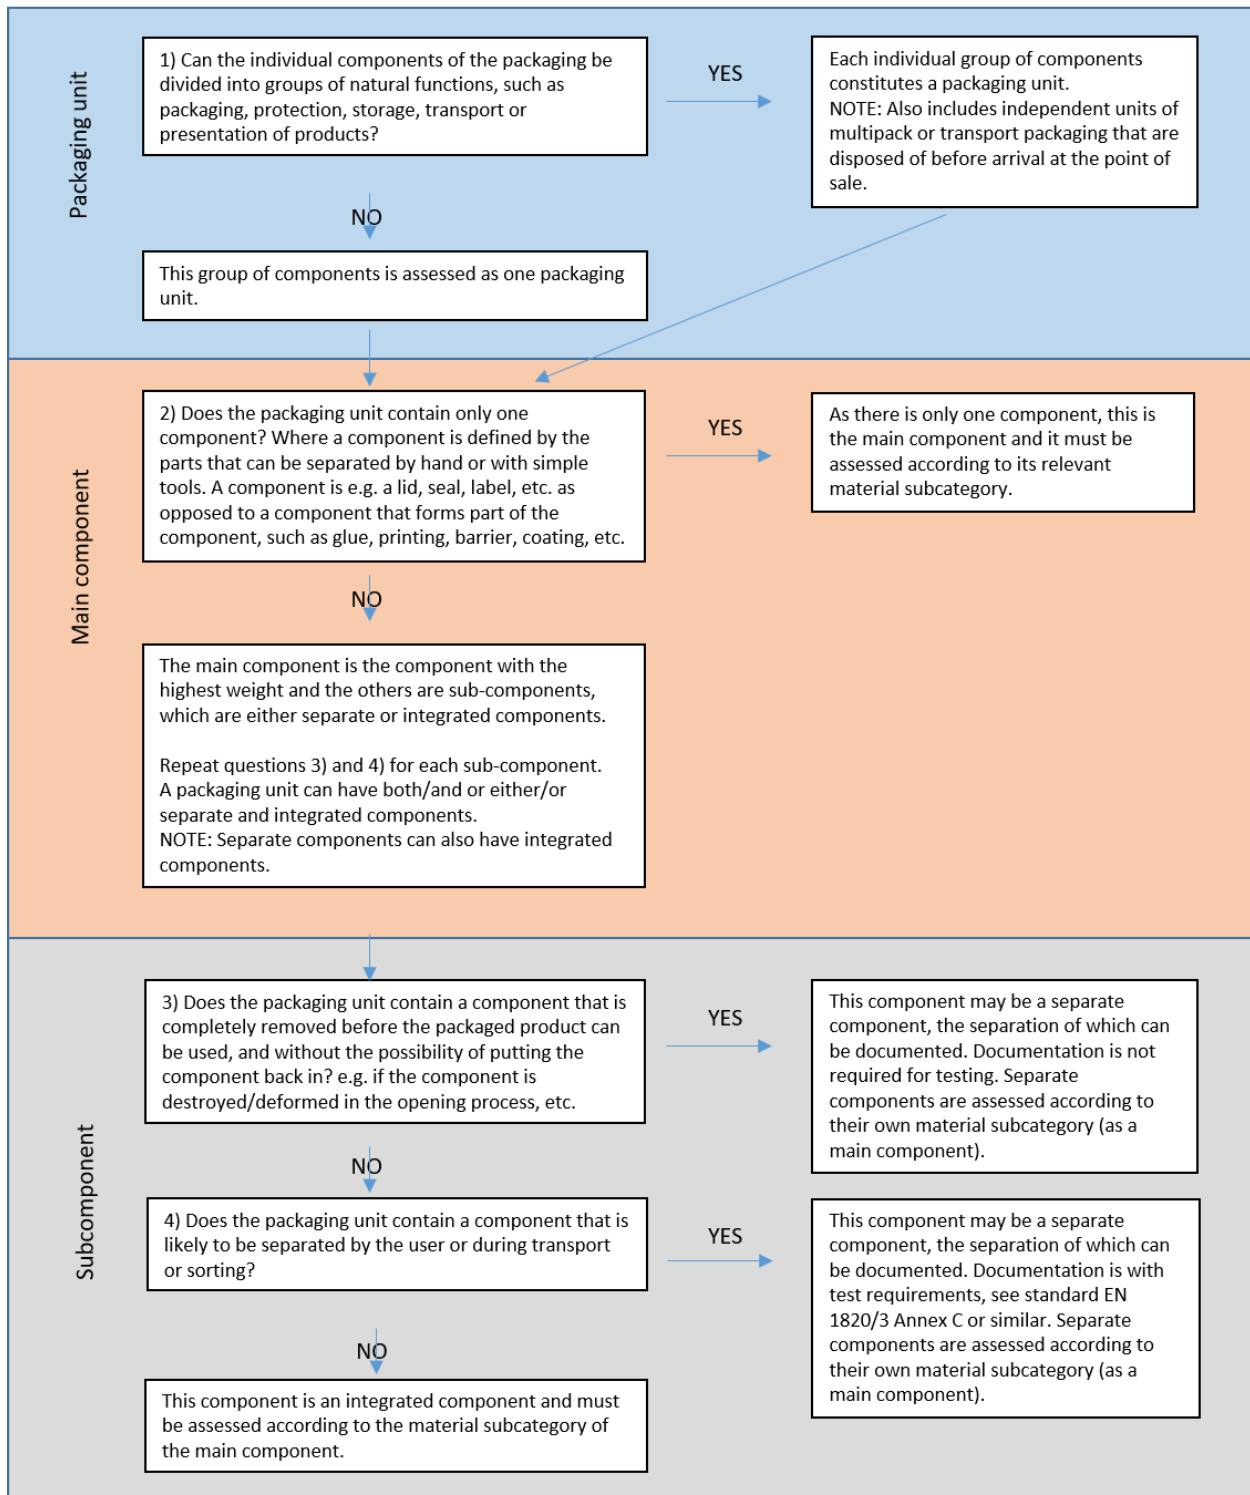 Packaging unit
1) Can the individual components of the packaging be
divided into groups of natural functions, such as
packaging, protection, storage, transport or
presentation of products?
YES
Each individual group of components
constitutes a packaging unit.
NOTE: Also includes independent units of
multipack or transport packaging that are
disposed of before arrival at the point of
sale.
NO
This group of components is assessed as one packaging
unit.
Main component
2) Does the packaging unit contain only one
component? Where a component is defined by the
parts that can be separated by hand or with simple
tools. A component is e.g. a lid, seal, label, etc. as
opposed to a component that forms part of the
component, such as glue, printing, barrier, coating, etc.
YES
As there is only one component, this is
the main component and it must be
assessed according to its relevant
material subcategory.
NO
The main component is the component with the
highest weight and the others are sub-components,
which are either separate or integrated components.
Repeat questions 3) and 4) for each sub-component.
A packaging unit can have both/and or either/or
separate and integrated components.
NOTE: Separate components can also have integrated
components.
Subcomponent
3) Does the packaging unit contain a component that is
completely removed before the packaged product can
be used, and without the possibility of putting the
component back in? e.g. if the component is
destroyed/deformed in the opening process, etc.
YES
This component may be a separate
component, the separation of which can
be documented. Documentation is not
required for testing. Separate
components are assessed according to
their own material subcategory (as a
main component).
NO
4) Does the packaging unit contain a component that is
likely to be separated by the user or during transport
or sorting?
YES
This component may be a separate
component, the separation of which can
be documented. Documentation is with
test requirements, see standard EN
1820/3 Annex C or similar. Separate
components are assessed according to
their own material subcategory (as a
main component).
NO
This component is an integrated component and must
be assessed according to the material subcategory of
the main component.